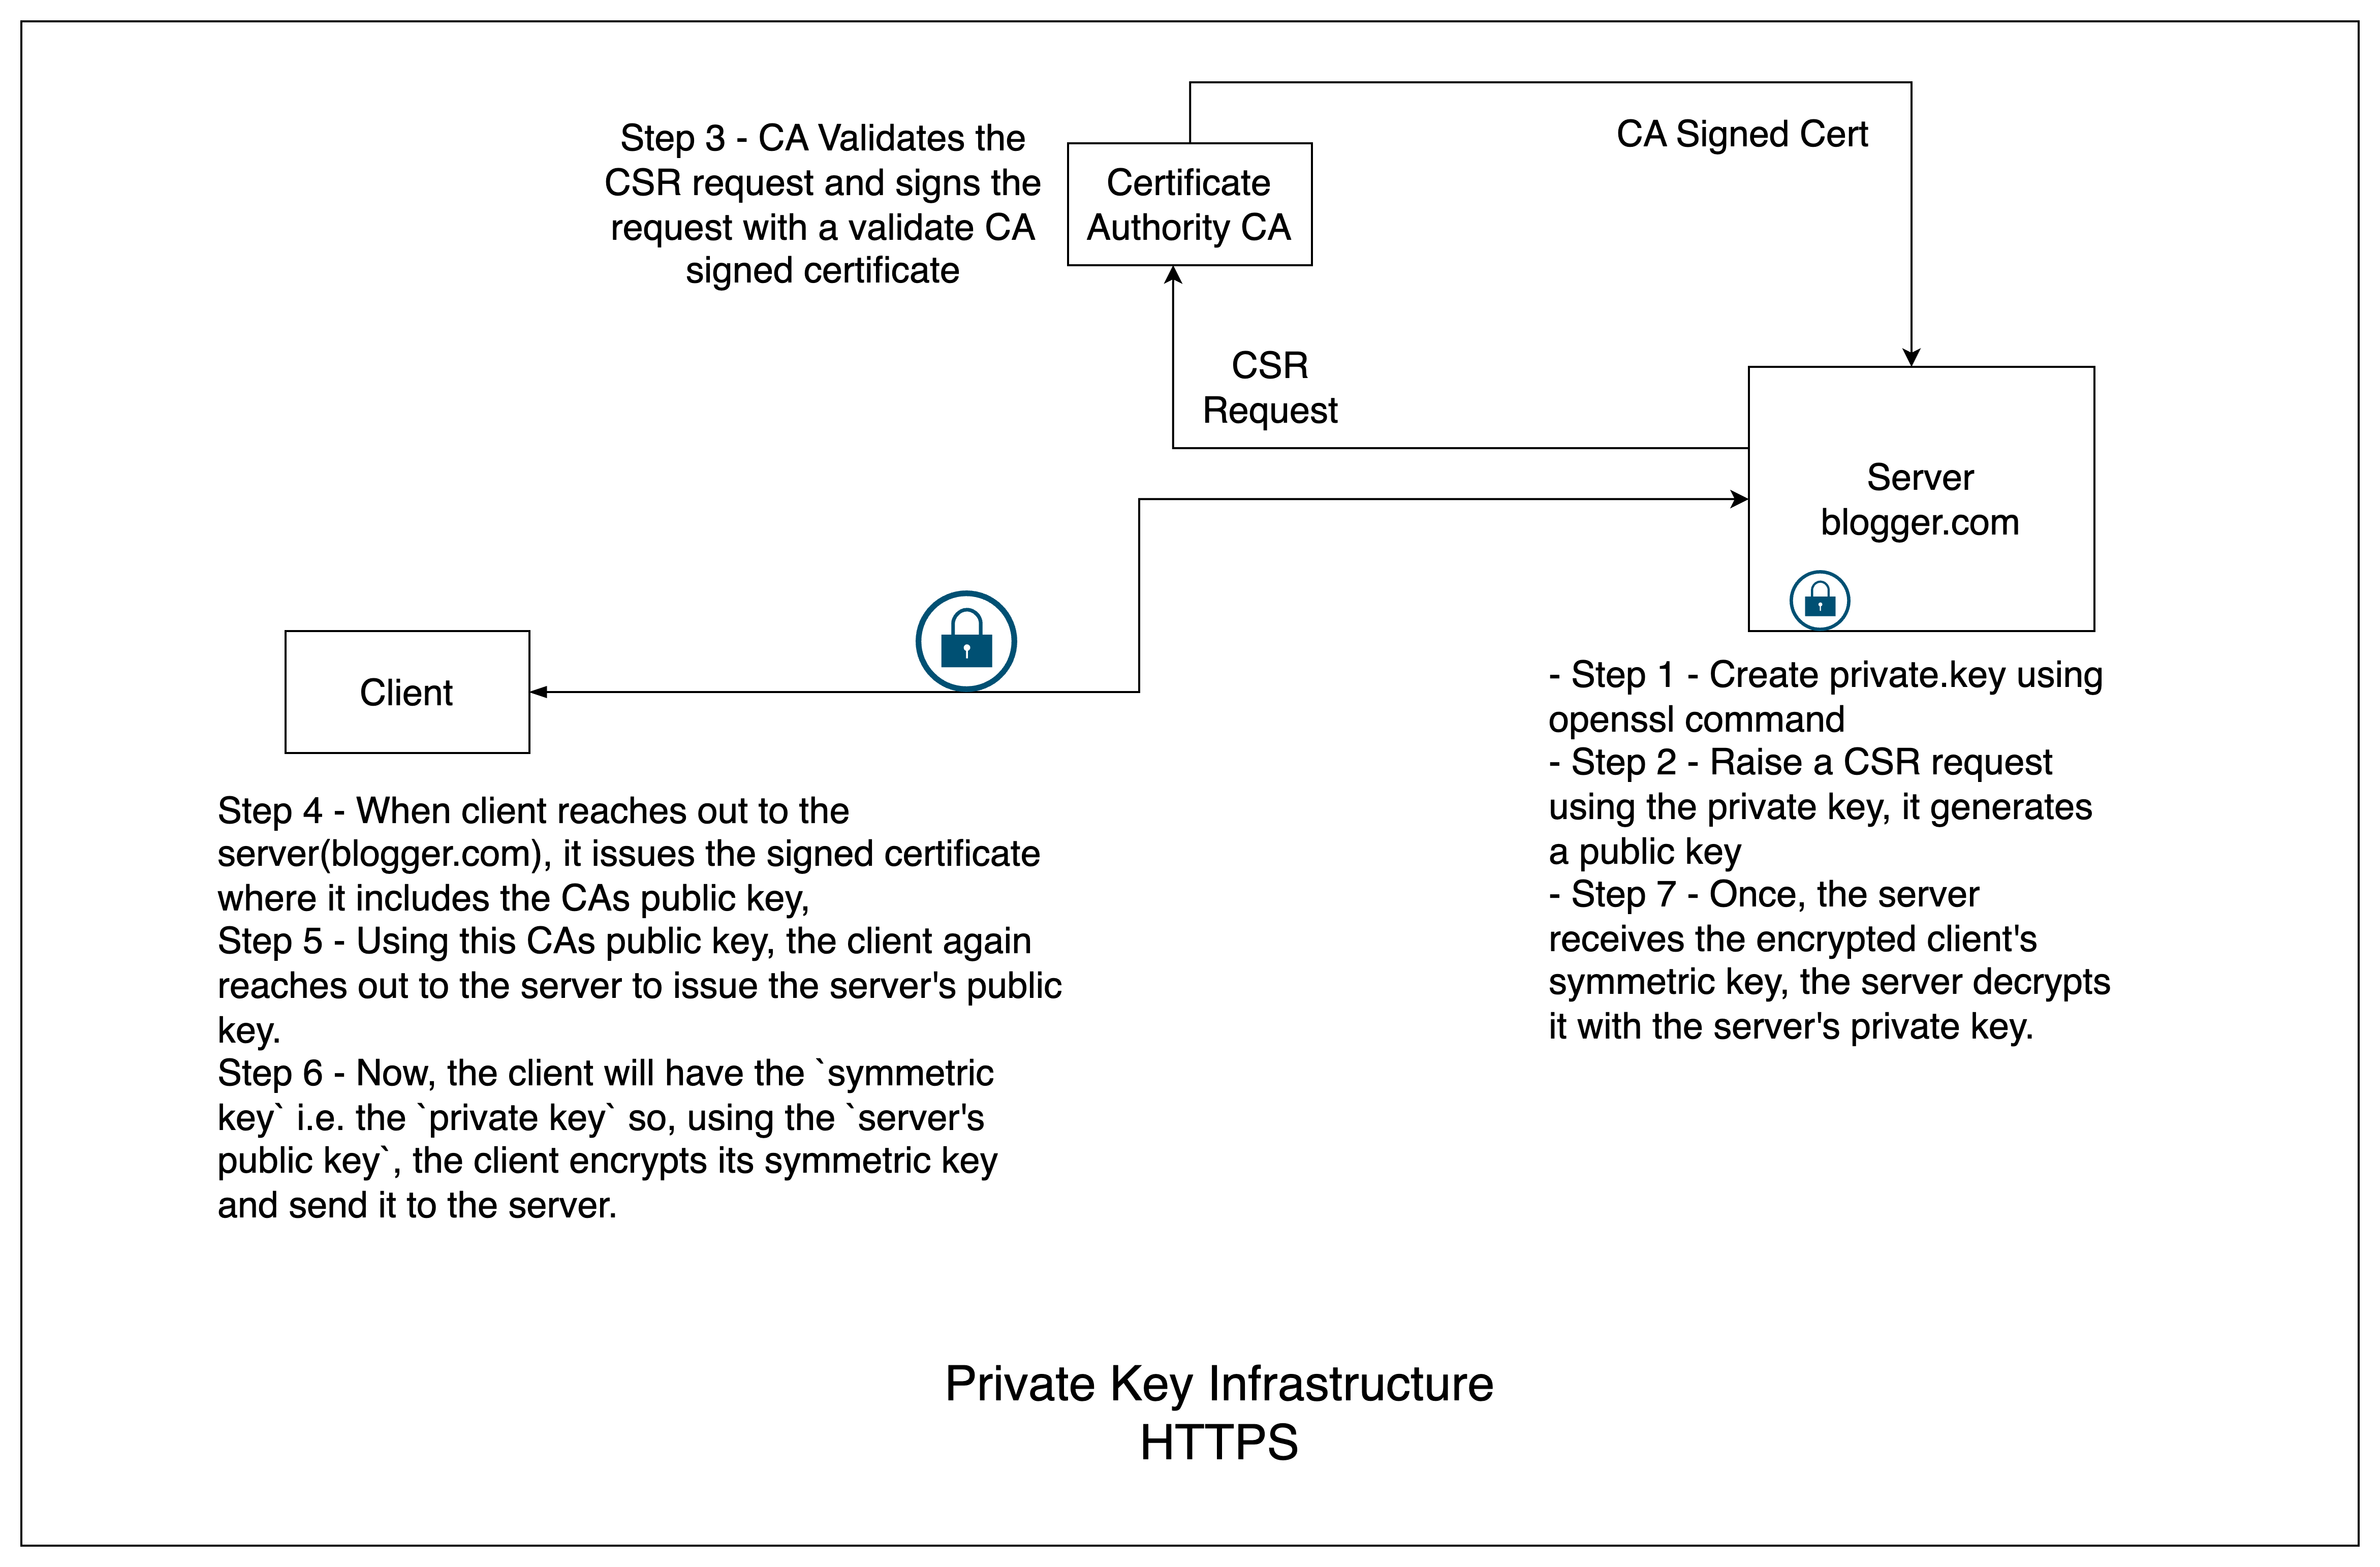 Step 3 - CA Validates the
CSR request and signs the
request with a validate CA
signed certificate
Certificate
Authority CA
CA Signed Cert
CSR
Request
Server
blogger.com
Client
- Step 1 - Create private.key using
openssl command
- Step 2 - Raise a CSR request
using the private key, it generates
a public key
- Step 7 - Once, the server
receives the encrypted client's
symmetric key, the server decrypts
it with the server's private key.
Step 4 - When client reaches out to the
server(blogger.com), it issues the signed certificate
where it includes the CAs public key,
Step 5 - Using this CAs public key, the client again
reaches out to the server to issue the server's public
key.
Step 6 - Now, the client will have the `symmetric
key` i.e. the `private key` so, using the `server's
public key`, the client encrypts its symmetric key
and send it to the server.
Private Key Infrastructure
HTTPS